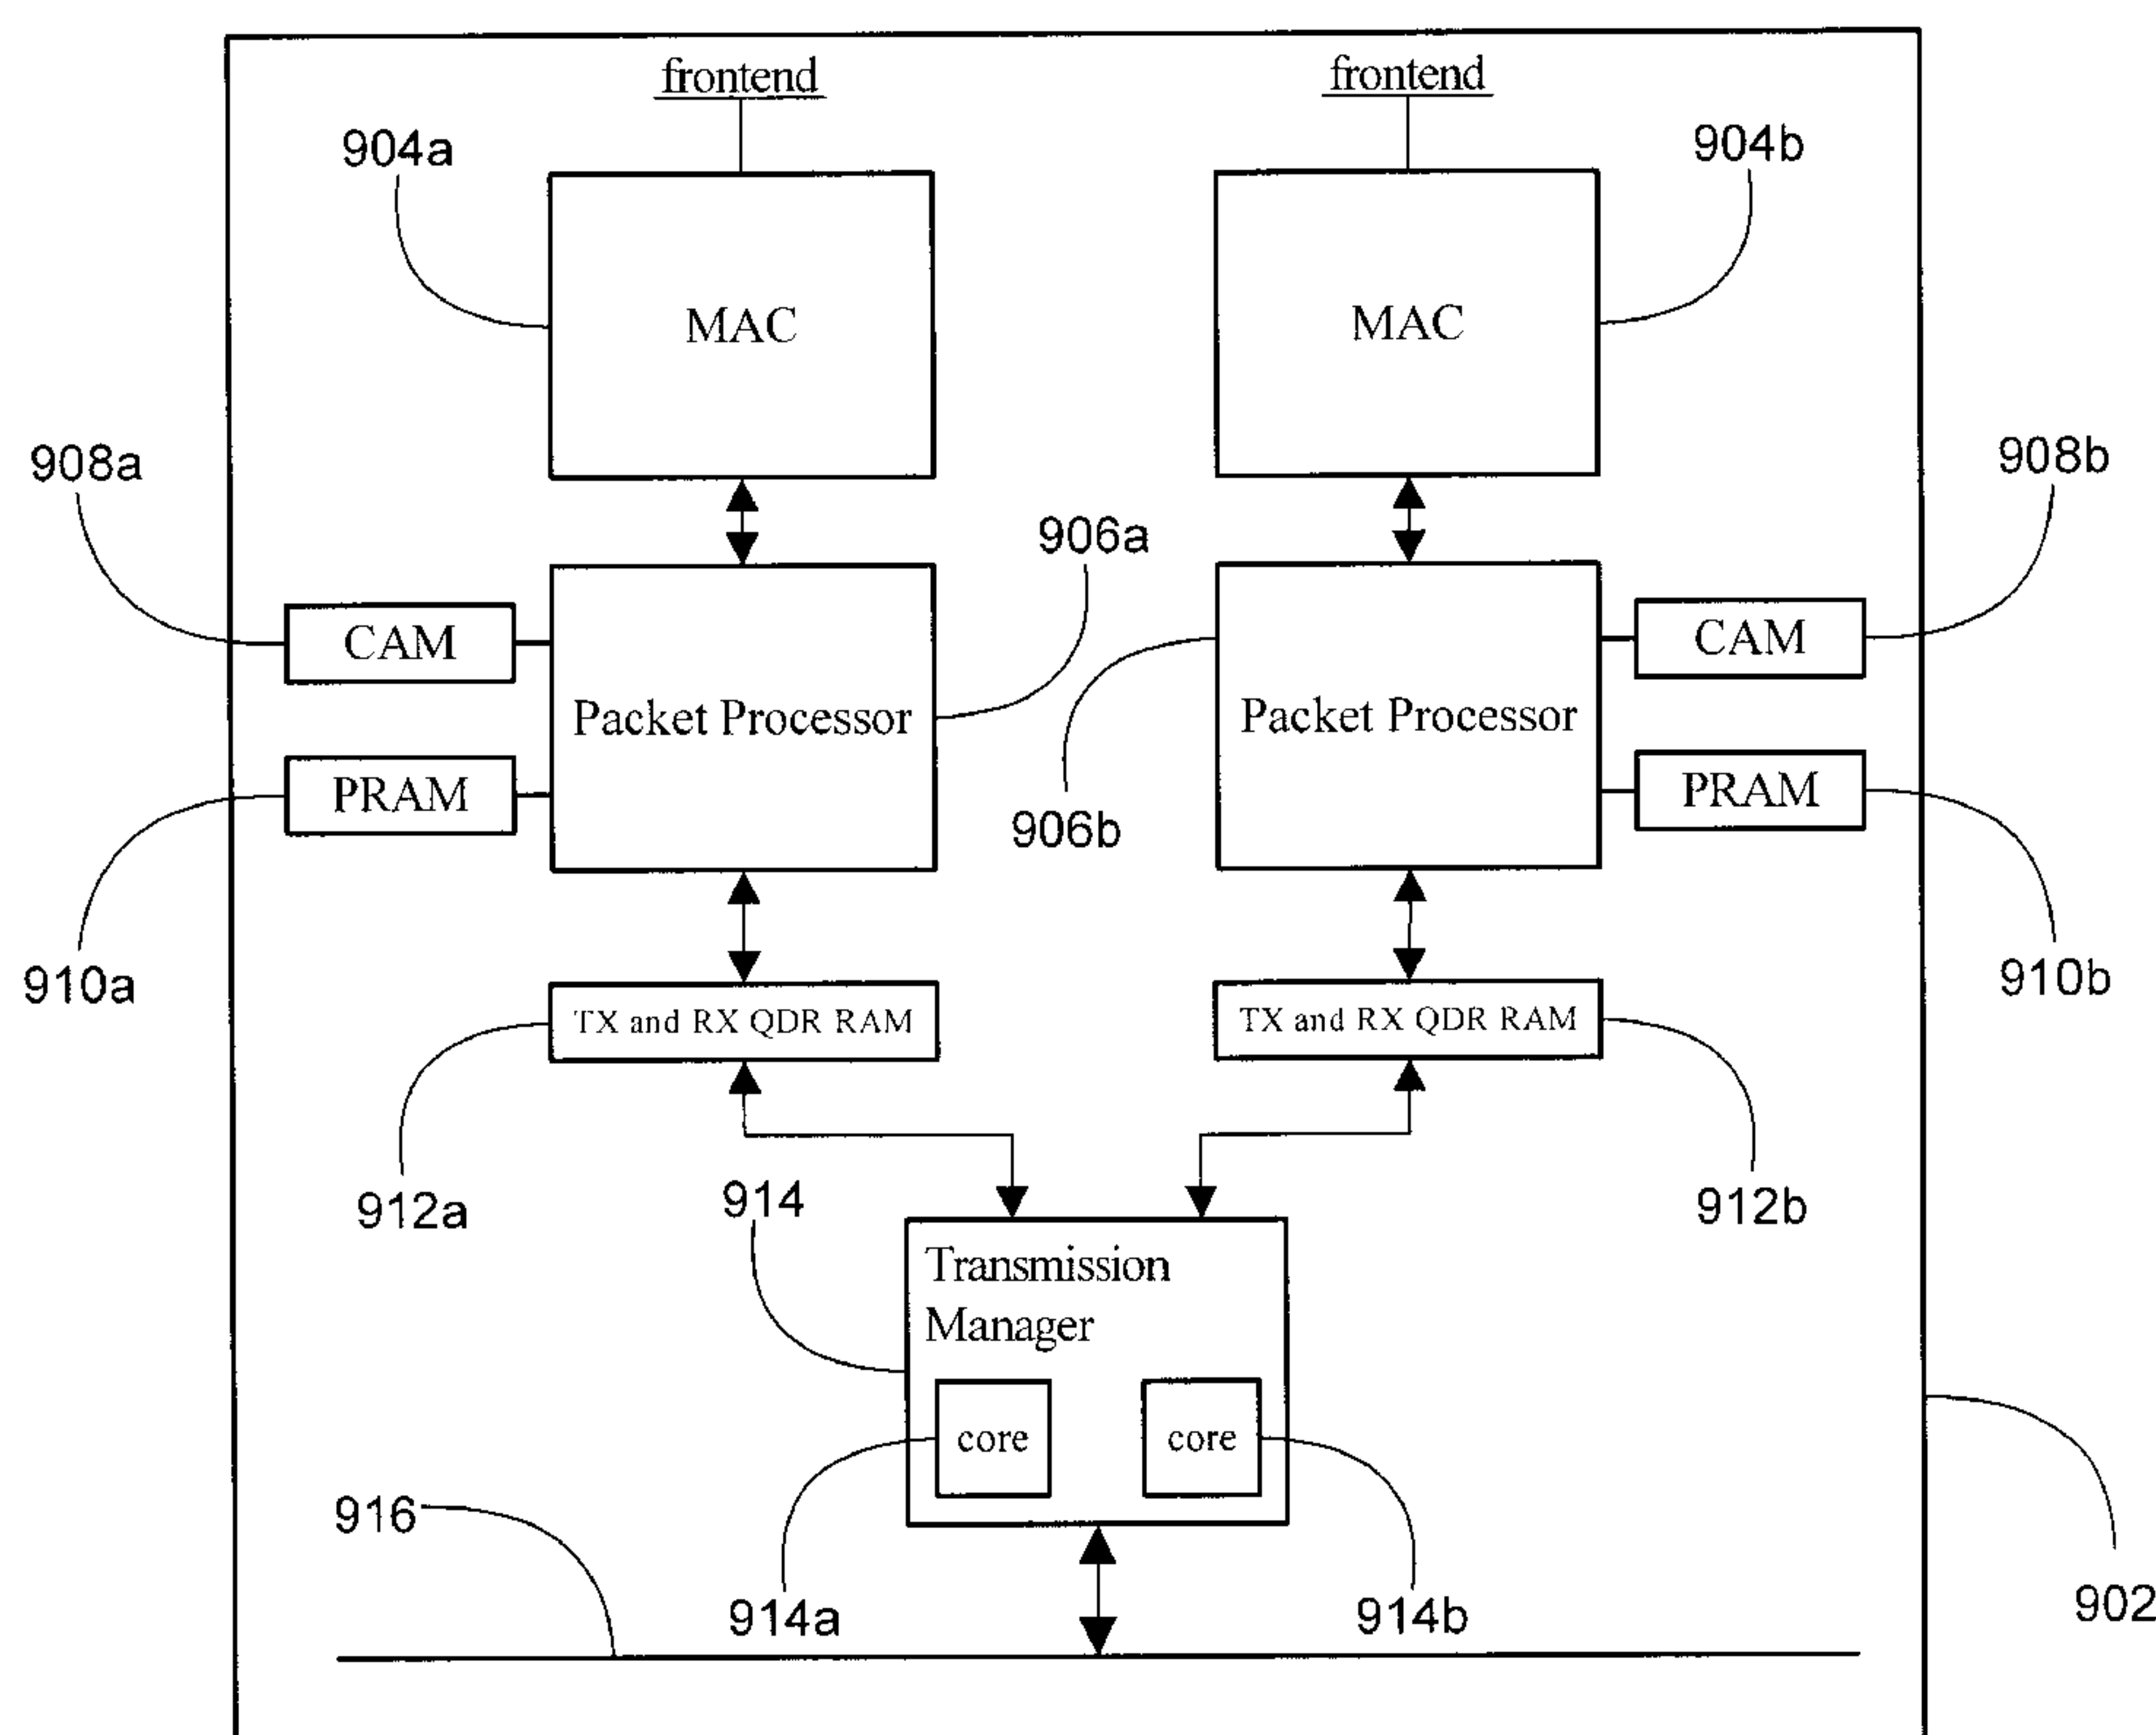 frontend
frontend
904a
904b
MAC
MAC
908a
908b
906a
CAM
CAM
Packet Processor
Packet Processor
PRAM
PRAM
906b
910a
910b
TX and RX QDR RAM
TX and RX QDR RAM
912a
914
912b
Transmission
Manager
core
core
916
914a
914b
902